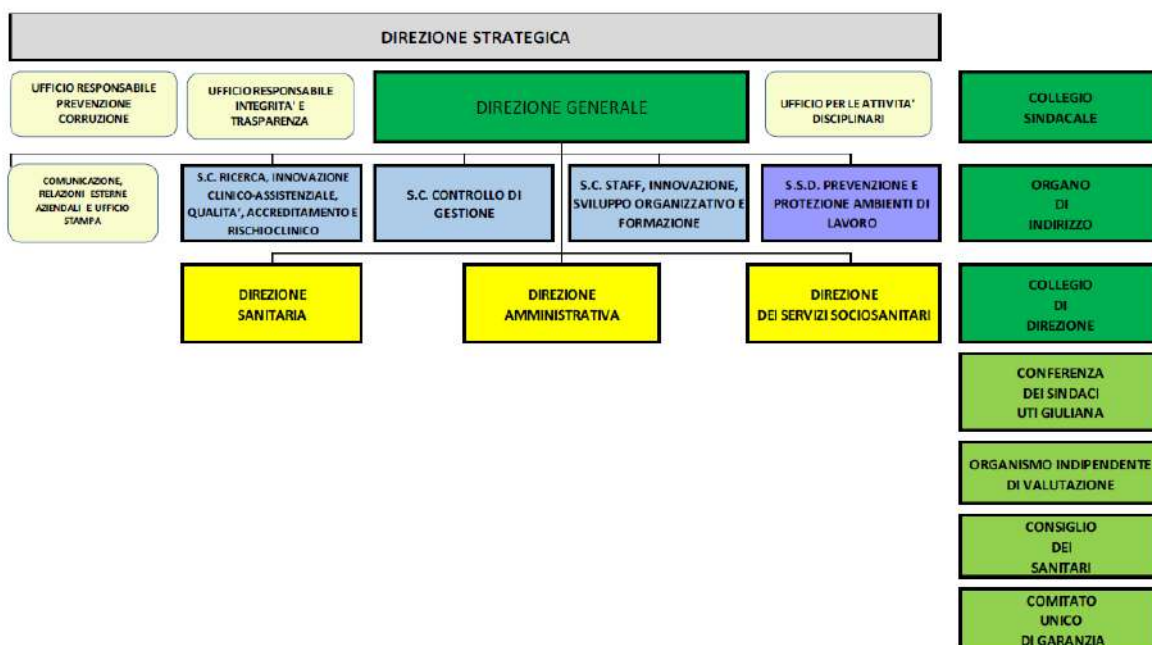 DIREZIONE STRATEGICA
UFFICIO RESPONSABILE
PREVENZIONE
CORRUZIONE
UFFICIO RESPONSABILE
INTEGRITA' E
TRASPARENZA
DIREZIONE GENERALE
UFFICIO PER LE ATTIVITA'
DISCIPLINARI
COLLEGIO
SINDACALE
COMUNICAZIONE,
RELAZIONI ESTERNE
AZIENDALI E UFFICIO
STAMPA
S.C. RICERCA, INNOVAZIONE
CLINICO-ASSISTENZIALE,
QUALITA', ACCREDITAMENTO E
RISCHIO CLINICO
S.C. CONTROLLO DI
GESTIONE
S.C. STAFF, INNOVAZIONE,
SVILUPPO ORGANIZZATIVO E
FORMAZIONE
S.S.D. PREVENZIONE E
PROTEZIONE AMBIENTI DI
LAVORO
ORGANO
DI
INDIRIZZO
DIREZIONE
SANITARIA
DIREZIONE
AMMINISTRATIVA
DIREZIONE
DEI SERVIZI SOCIOSANITARI
COLLEGIO
DI
DIREZIONE
CONFERENZA
DEI SINDACI
UTI GIULIANA
ORGANISMO INDIPENDENTE
DI VALUTAZIONE
CONSIGLIO
DEI
SANITARI
COMITATO
UNICO
DI GARANZIA